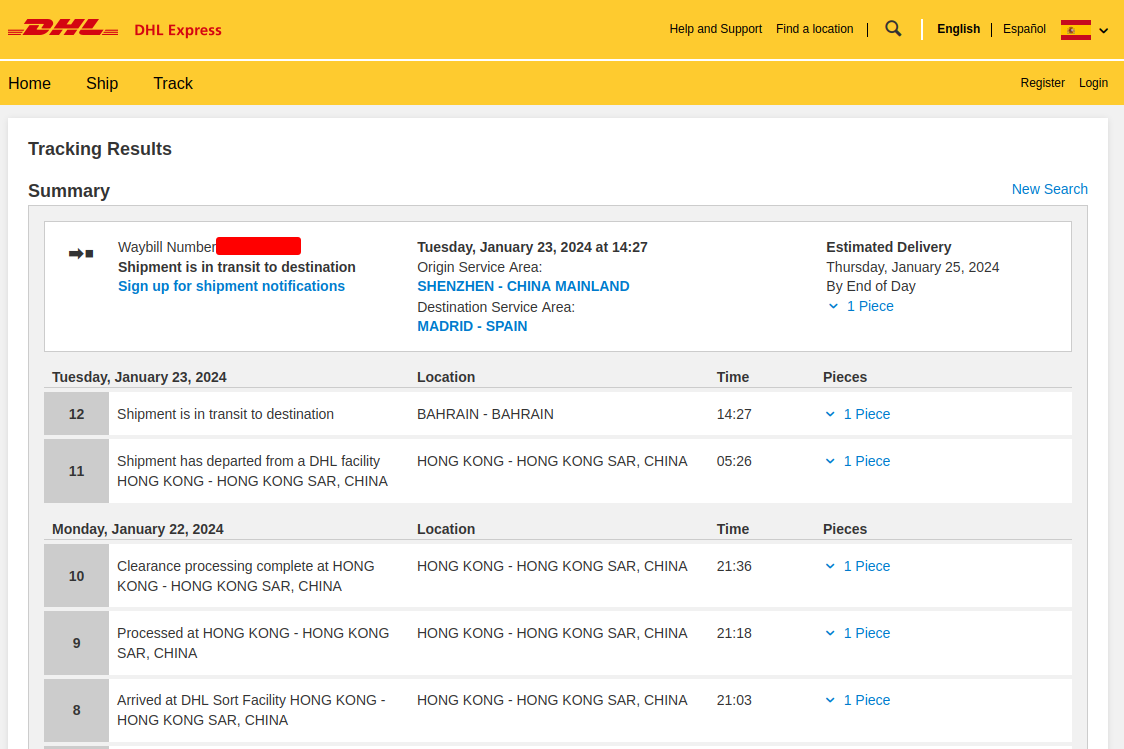 DHL DHL Express
Help and Support Find a location | | English | Español
Home Ship Track
Register Login
Tracking Results
Summary
New Search
Waybill Number
Shipment is in transit to destination
Sign up for shipment notifications
Tuesday, January 23, 2024 at 14:27
Origin Service Area:
SHENZHEN - CHINA MAINLAND
Destination Service Area:
MADRID - SPAIN
Estimated Delivery
Thursday, January 25, 2024
By End of Day
1 Piece
Tuesday, January 23, 2024 Location Time Pieces
12 Shipment is in transit to destination BAHRAIN - BAHRAIN 14:27 1 Piece
11 Shipment has departed from a DHL facility HONG KONG - HONG KONG SAR, CHINA 05:26 1 Piece
HONG KONG - HONG KONG SAR, CHINA
Monday, January 22, 2024 Location Time Pieces
10 Clearance processing complete at HONG HONG KONG - HONG KONG SAR, CHINA 21:36 1 Piece
KONG - HONG KONG SAR, CHINA
9 Processed at HONG KONG - HONG KONG HONG KONG - HONG KONG SAR, CHINA 21:18 1 Piece
SAR, CHINA
8 Arrived at DHL Sort Facility HONG KONG - HONG KONG - HONG KONG SAR, CHINA 21:03 1 Piece
HONG KONG SAR, CHINA